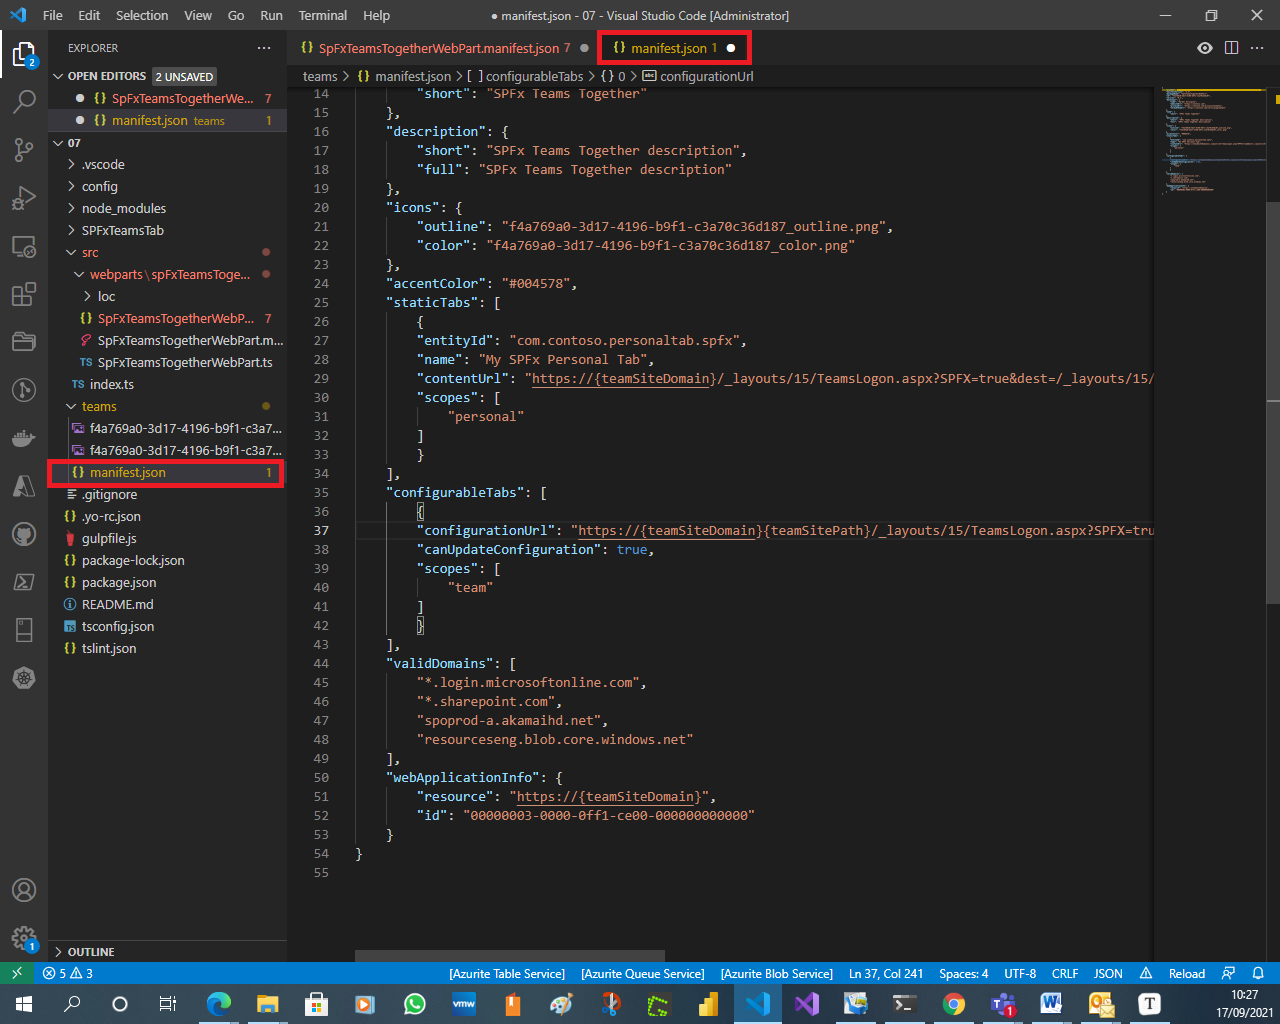 File Edit Selection View Go Run Terminal Help
● manifest.json - 07 - Visual Studio Code [Administrator]
EXPLORER
SpFxTeamsTogetherWebPart.manifest.json 7
{} manifest.json 1
OPEN EDITORS 2 UNSAVED
{} SpFxTeamsTogetherWe... 7
{} manifest.json teams 1
teams > {} manifest.json > [ ] configurableTabs > {} 0 > abc configurationUrl
07
.vscode
config
node_modules
SPFxTeamsTab
src
webparts\spFxTeamsToge...
loc
{} SpFxTeamsTogetherWebP... 7
SpFxTeamsTogetherWebPart.m...
TS SpFxTeamsTogetherWebPart.ts
TS index.ts
teams
f4a769a0-3d17-4196-b9f1-c3a7...
f4a769a0-3d17-4196-b9f1-c3a7...
{} manifest.json 1
.gitignore
{} .yo-rc.json
gulpfile.js
{} package-lock.json
{} package.json
README.md
tsconfig.json
{} tslint.json
OUTLINE
14 "short": "SPFx Teams Together"
15 },
16 "description": {
17 "short": "SPFx Teams Together description",
18 "full": "SPFx Teams Together description"
19 },
20 "icons": {
21 "outline": "f4a769a0-3d17-4196-b9f1-c3a70c36d187_outline.png",
22 "color": "f4a769a0-3d17-4196-b9f1-c3a70c36d187_color.png"
23 },
24 "accentColor": "#004578",
25 "staticTabs": [
26 {
27 "entityId": "com.contoso.personaltab.spfx",
28 "name": "My SPFx Personal Tab",
29 "contentUrl": "https://{teamSiteDomain}/_layouts/15/TeamsLogon.aspx?SPFX=true&dest=/_layouts/15/
30 "scopes": [
31 "personal"
32 ]
33 }
34 ],
35 "configurableTabs": [
36 {
37 "configurationUrl": "https://{teamSiteDomain}{teamSitePath}/_layouts/15/TeamsLogon.aspx?SPFX=tru
38 "canUpdateConfiguration": true,
39 "scopes": [
40 "team"
41 ]
42 }
43 ],
44 "validDomains": [
45 "*.login.microsoftonline.com",
46 "*.sharepoint.com",
47 "spoprod-a.akamaihd.net",
48 "resourceseng.blob.core.windows.net"
49 ],
50 "webApplicationInfo": {
51 "resource": "https://{teamSiteDomain}",
52 "id": "00000003-0000-0ff1-ce00-000000000000"
53 }
54 }
55
5 3 [Azurite Table Service] [Azurite Queue Service] [Azurite Blob Service] Ln 37, Col 241 Spaces: 4 UTF-8 CRLF JSON Reload
10:27
17/09/2021